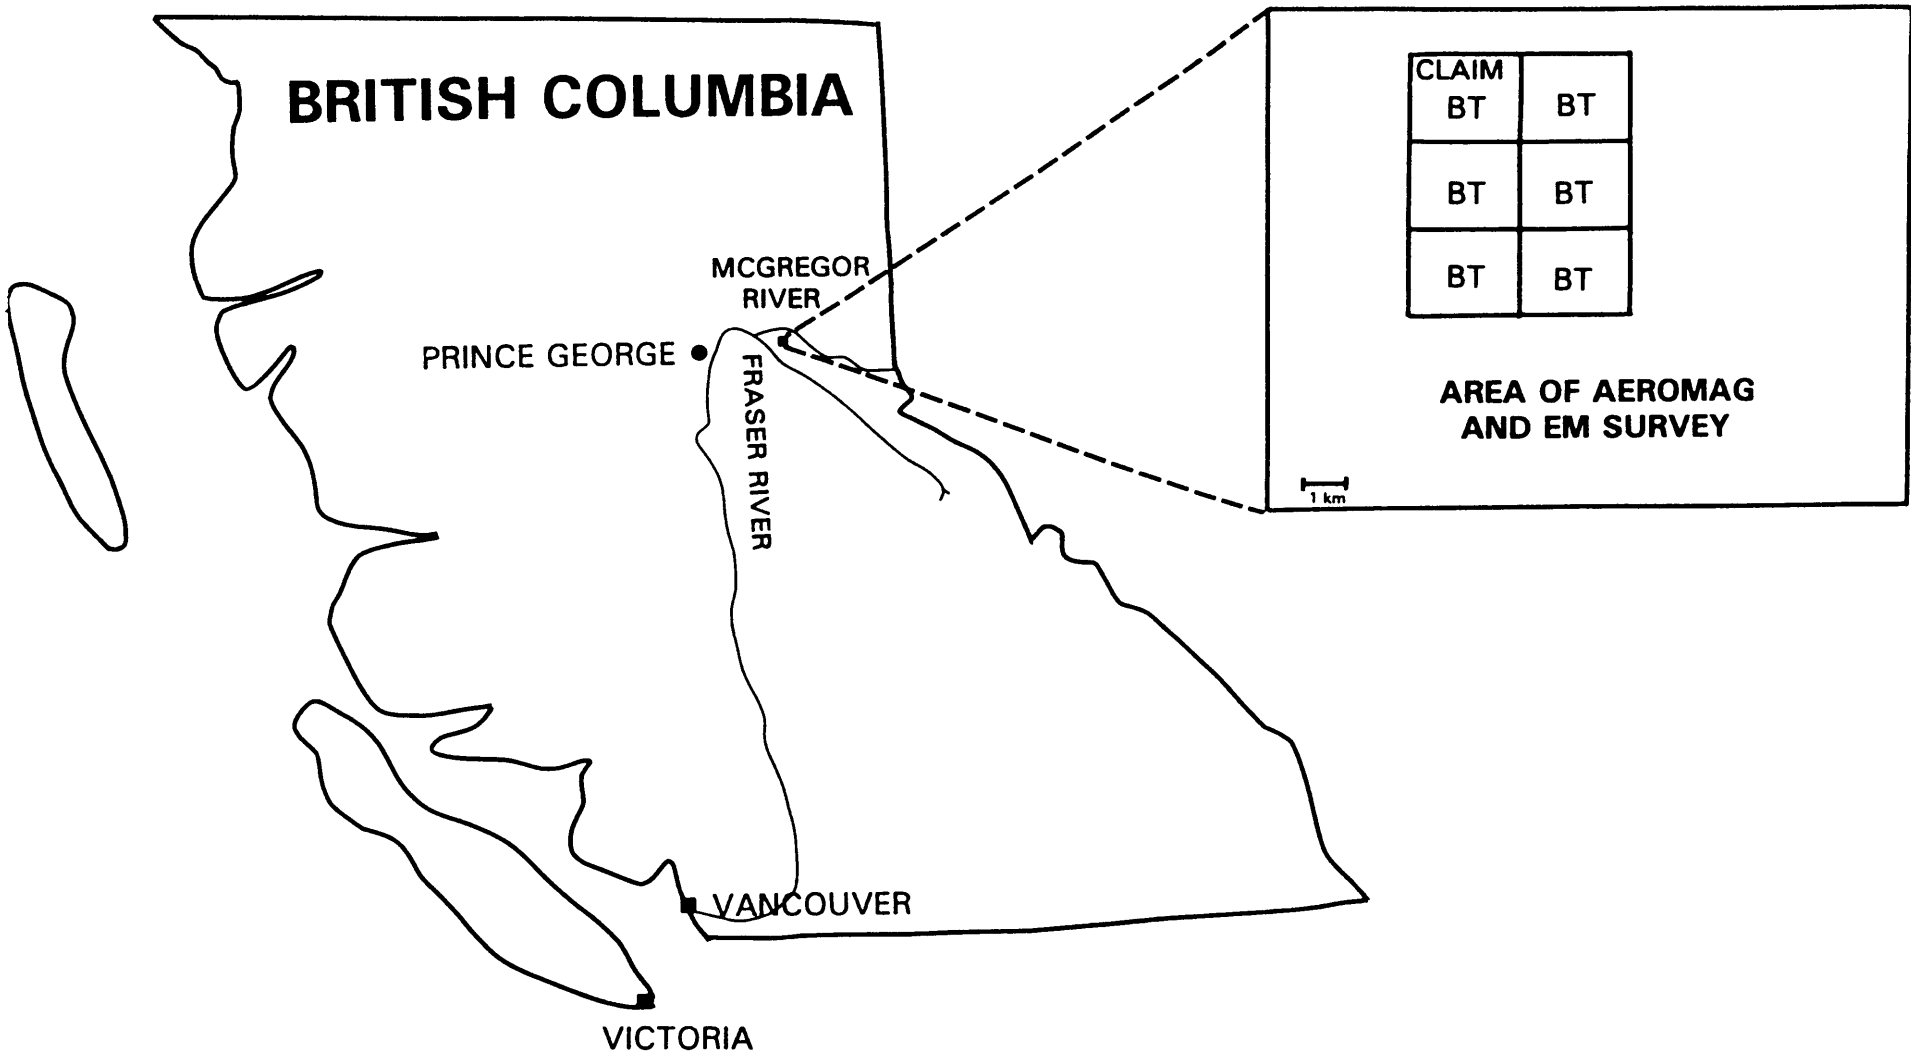 BRITISH COLUMBIA
CLAIM
BT
BT
BT
BT
BT
BT
MCGREGOR
RIVER
PRINCE GEORGE
FRASER RIVER
AREA OF AEROMAG
AND EM SURVEY
1 km
VANCOUVER
VICTORIA